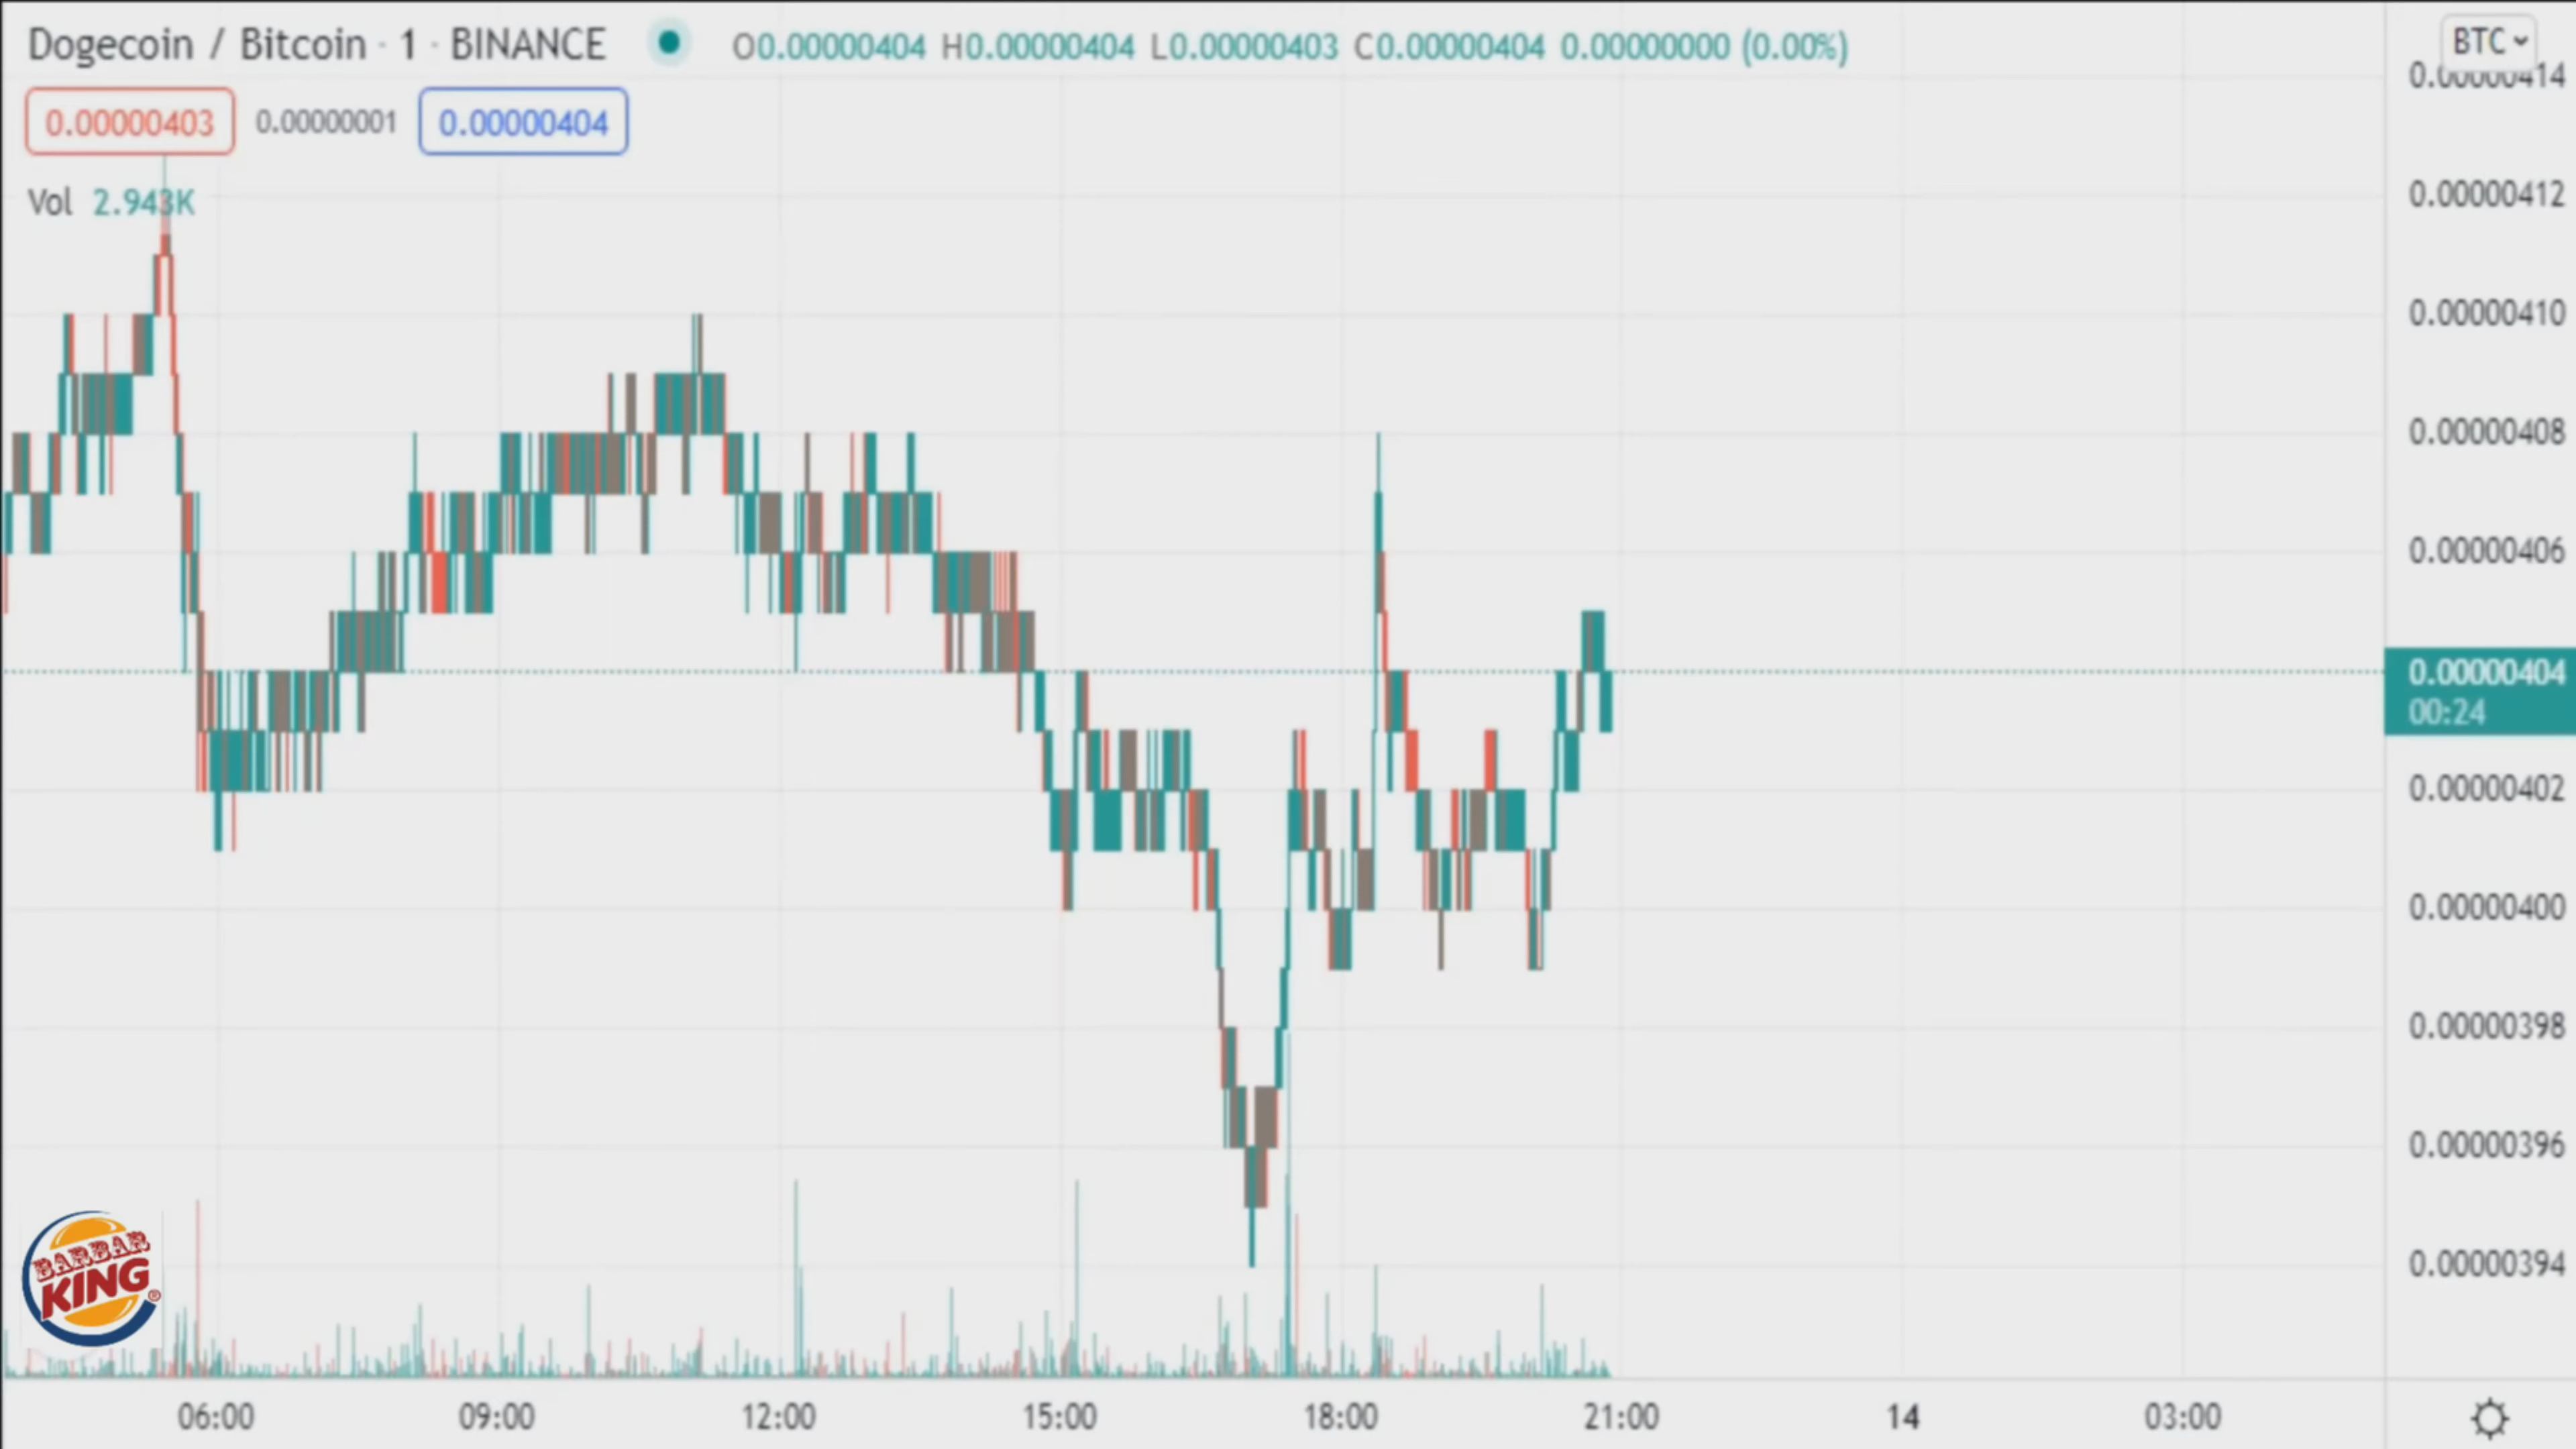 Dogecoin / Bitcoin · 1 · BINANCE
O0.00000404 H0.00000404 L0.00000403 C0.00000404 0.00000000 (0.00%)
BTC
0.00000414
0.00000403 0.00000001 0.00000404
Vol 2.943K
0.00000412
0.00000410
0.00000408
0.00000406
0.00000404
00:24
0.00000402
0.00000400
0.00000398
0.00000396
0.00000394
BARBAR
KING®
06:00 09:00 12:00 15:00 18:00 21:00 14 03:00